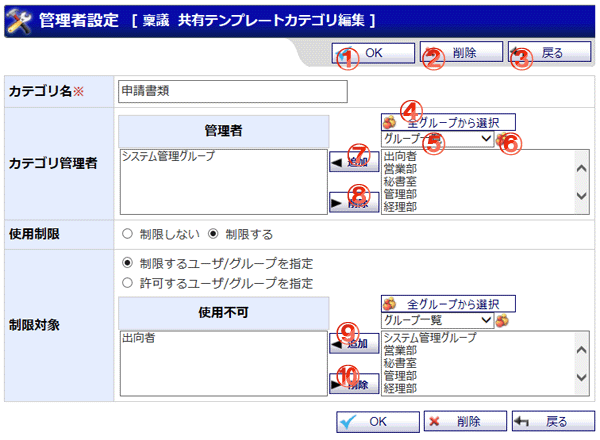 管理者設定 [ 稟議 共有テンプレートカテゴリ編集 ]
① OK ② 削除 ③ 戻る
カテゴリ名※ 申請書類
カテゴリ管理者
管理者
④ 全グループから選択
グループ一覧 ⑤ ⑥
システム管理グループ
⑦ 追加
⑧ 削除
出向者
営業部
秘書室
管理部
経理部
使用制限 制限しない 制限する
制限対象
制限するユーザ/グループを指定
許可するユーザ/グループを指定
使用不可
全グループから選択
グループ一覧
出向者
⑨ 追加
⑩ 削除
システム管理グループ
営業部
秘書室
管理部
経理部
OK 削除 戻る